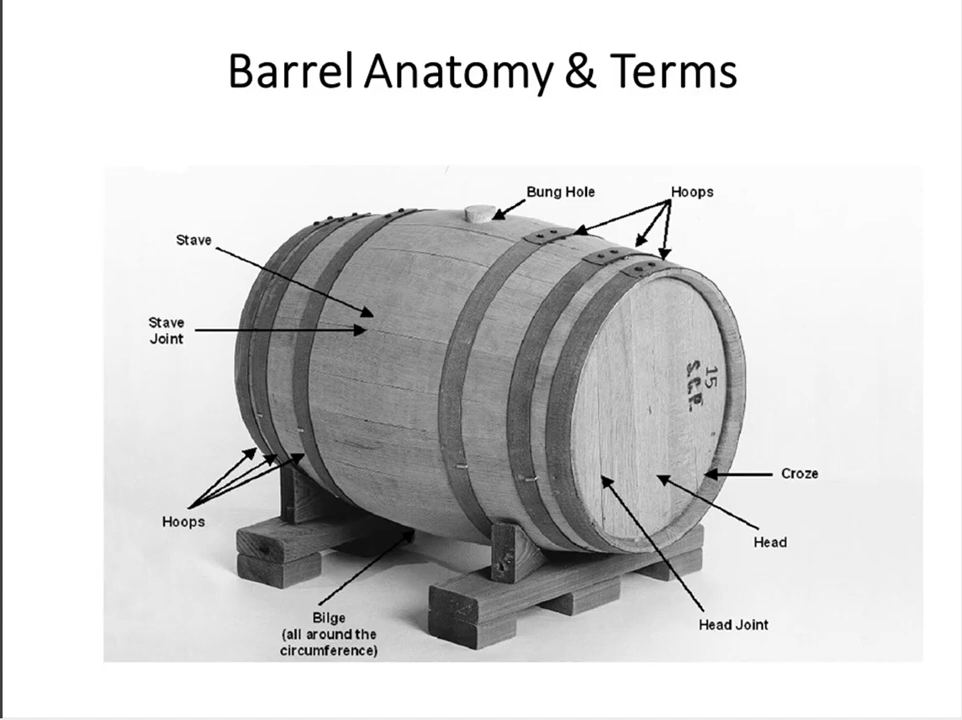 Barrel Anatomy & Terms
Bung Hole
Hoops
Stave
Stave
Joint
15
S.G.P.
Croze
Hoops
Head
Bilge
(all around the
circumference)
Head Joint